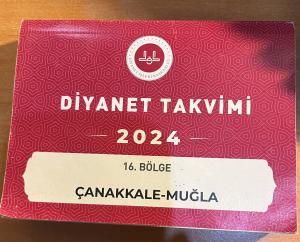 DİYANET TAKVİMİ
2024
16. BÖLGE
ÇANAKKALE-MUĞLA